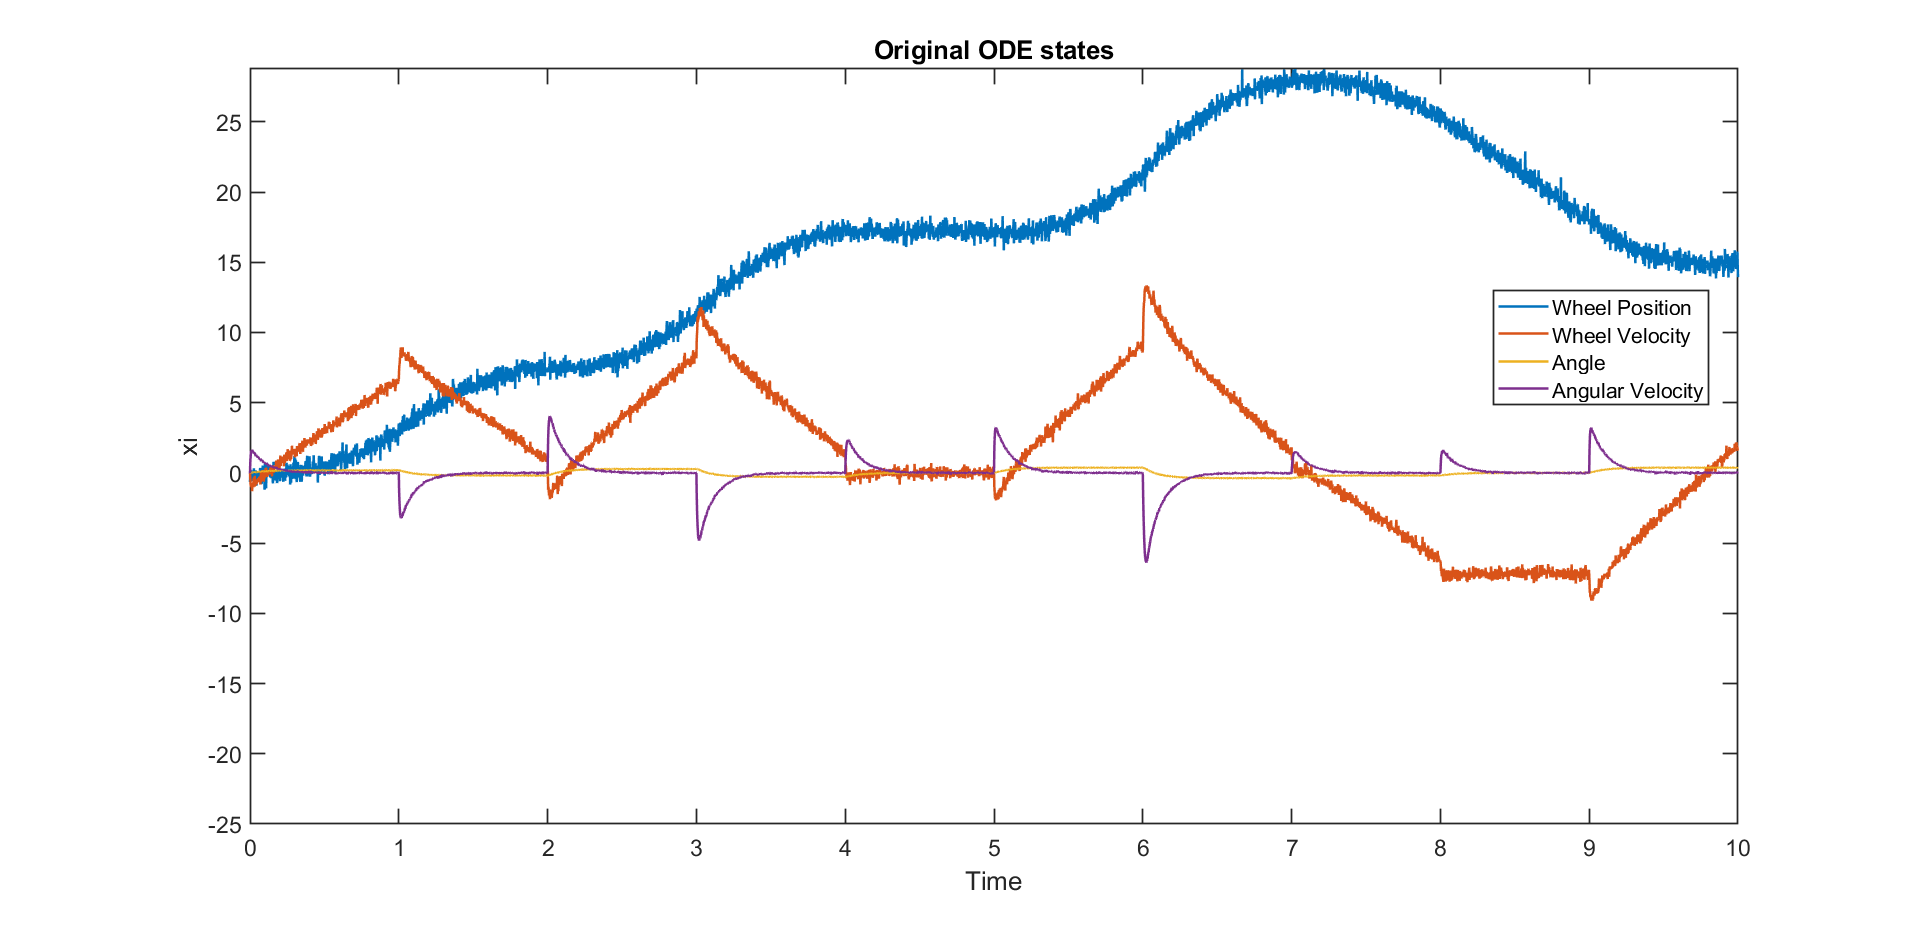 Original ODE states
xi
25
20
15
10
5
0
-5
-10
-15
-20
-25
Wheel Position
Wheel Velocity
Angle
Angular Velocity
0 1 2 3 4 5 6 7 8 9 10
Time